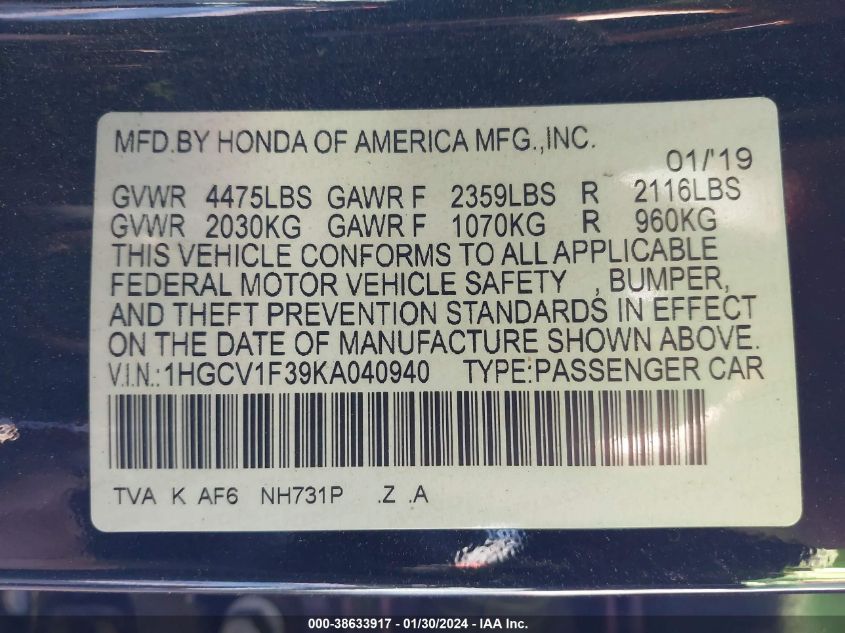 MFD.BY HONDA OF AMERICA MFG.,INC.
01/'19
GVWR 4475LBS GAWR F 2359LBS R 2116LBS
GVWR 2030KG GAWR F 1070KG R 960KG
THIS VEHICLE CONFORMS TO ALL APPLICABLE
FEDERAL MOTOR VEHICLE SAFETY , BUMPER,
AND THEFT PREVENTION STANDARDS IN EFFECT
ON THE DATE OF MANUFACTURE SHOWN ABOVE.
V.I.N.:1HGCV1F39KA040940 TYPE:PASSENGER CAR
TVA K AF6 NH731P .Z .A
000-38633917 - 01/30/2024 - IAA Inc.